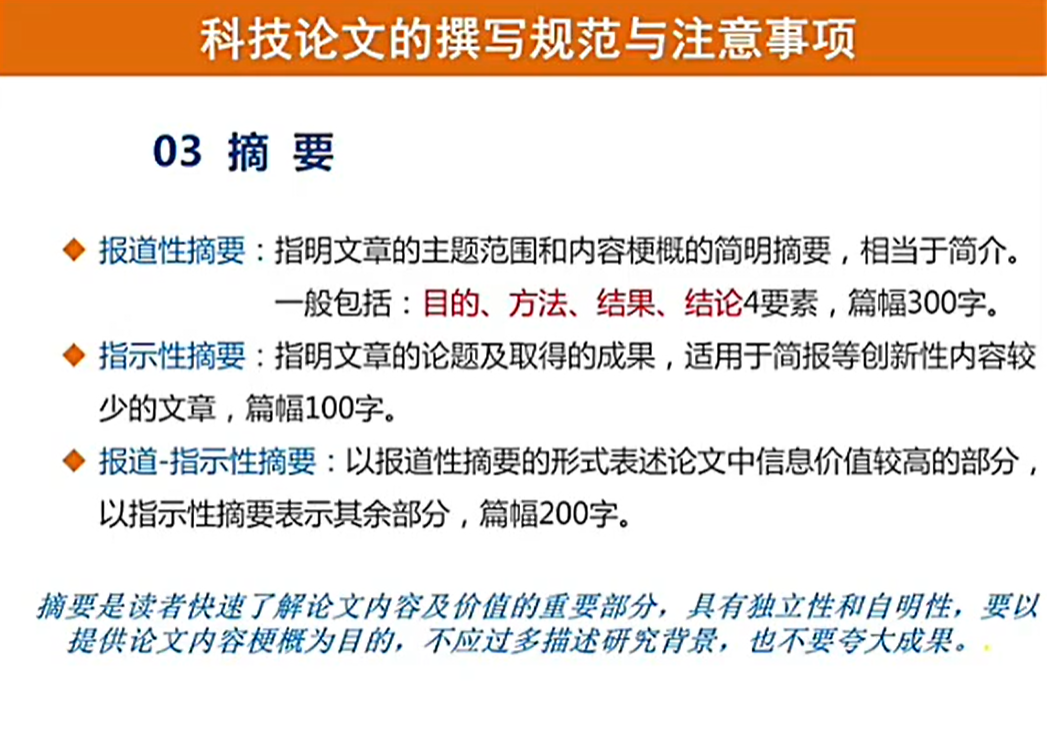 科技论文的撰写规范与注意事项
03 摘 要
报道性摘要：指明文章的主题范围和内容梗概的简明摘要，相当于简介。
一般包括：目的、方法、结果、结论4要素，篇幅300字。
指示性摘要：指明文章的论题及取得的成果，适用于简报等创新性内容较
少的文章，篇幅100字。
报道-指示性摘要：以报道性摘要的形式表述论文中信息价值较高的部分，
以指示性摘要表示其余部分，篇幅200字。
摘要是读者快速了解论文内容及价值的重要部分，具有独立性和自明性，要以
提供论文内容梗概为目的，不应过多描述研究背景，也不要夸大成果。